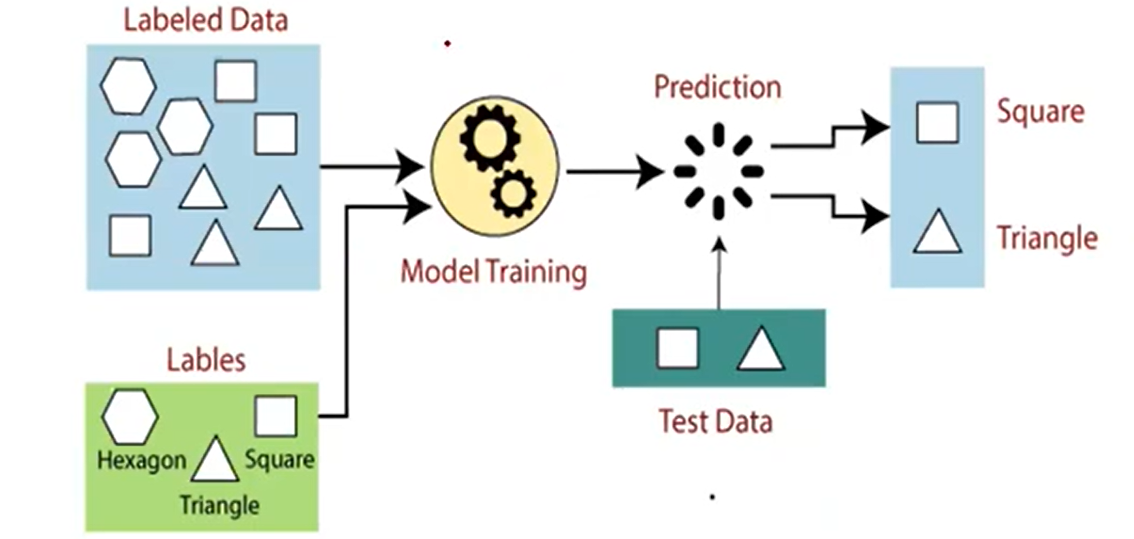 Labeled Data
Prediction
Square
Triangle
Model Training
Lables
Hexagon
Square
Triangle
Test Data